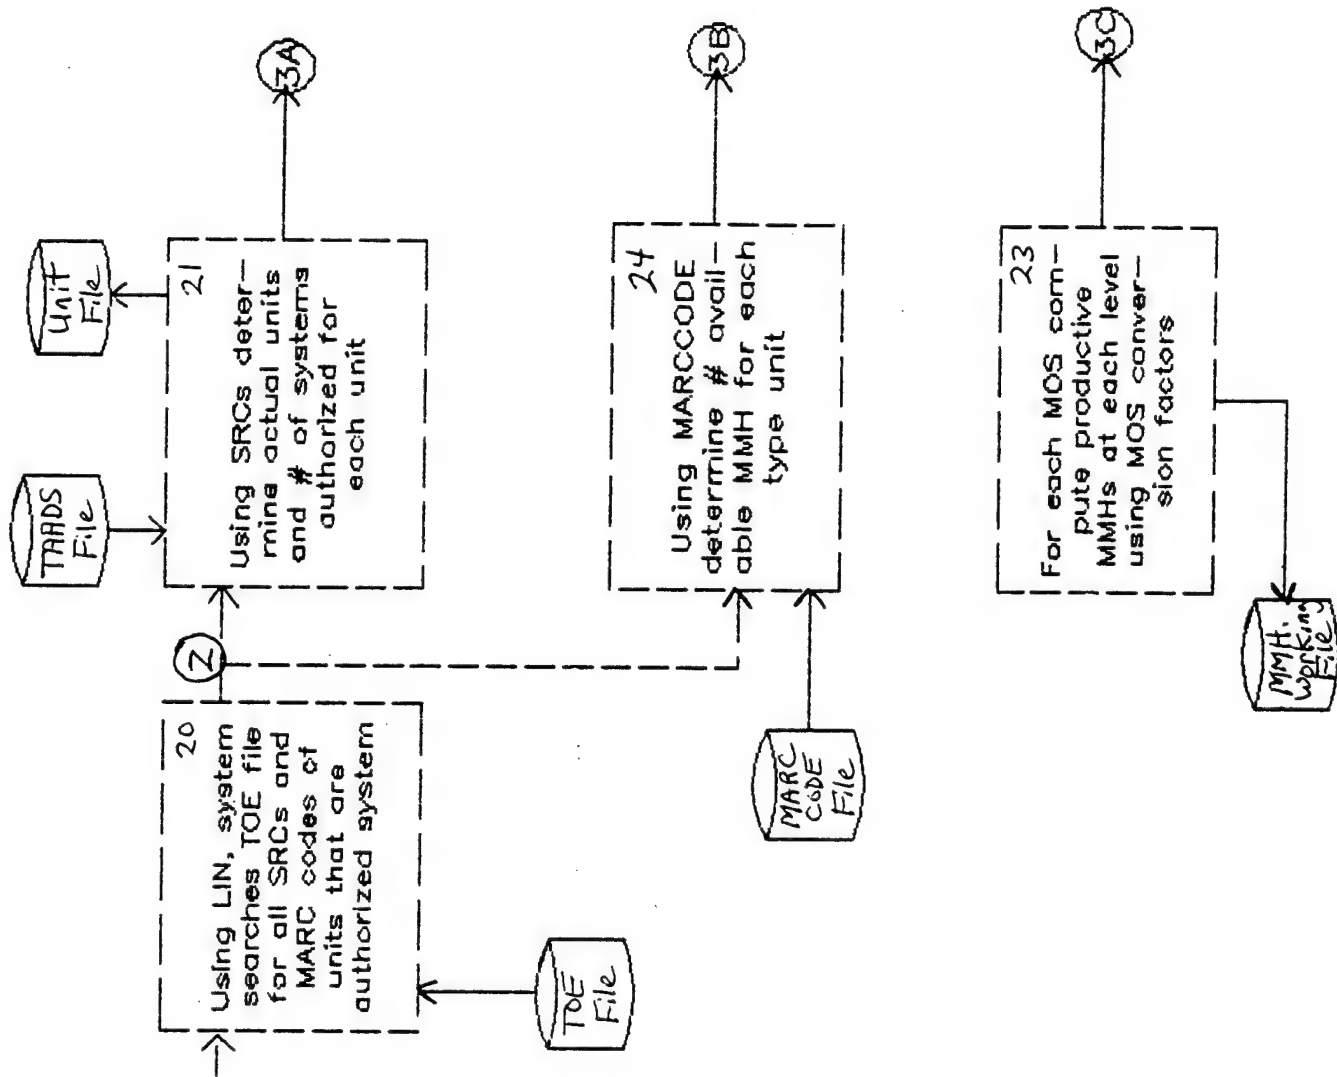 20
Using LIN, system
searches TOE file
for all SRCs and
MARC codes of
units that are
authorized system
TOE
File
Z
TAADS
File
Unit
File
21
Using SRCs deter—
mine actual units
and # of systems
authorized for
each unit
3A
MARC
CODE
File
24
Using MARCCODE
determine # avail—
able MMH for each
type unit
3B
23
For each MOS com—
pute productive
MMHs at each level
using MOS conver—
sion factors
MMH.
Working
File
3C